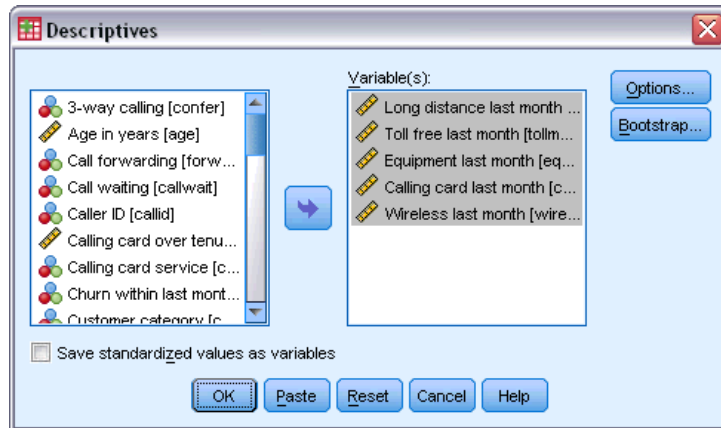 Descriptives
3-way calling [confer]
Age in years [age]
Call forwarding [forw...
Call waiting [callwait]
Caller ID [callid]
Calling card over tenu...
Calling card service [c...
Churn within last mont...
Customer category [c...
Variable(s):
Long distance last month ...
Toll free last month [tollm...
Equipment last month [eq...
Calling card last month [c...
Wireless last month [wire...
Options...
Bootstrap...
Save standardized values as variables
OK Paste Reset Cancel Help